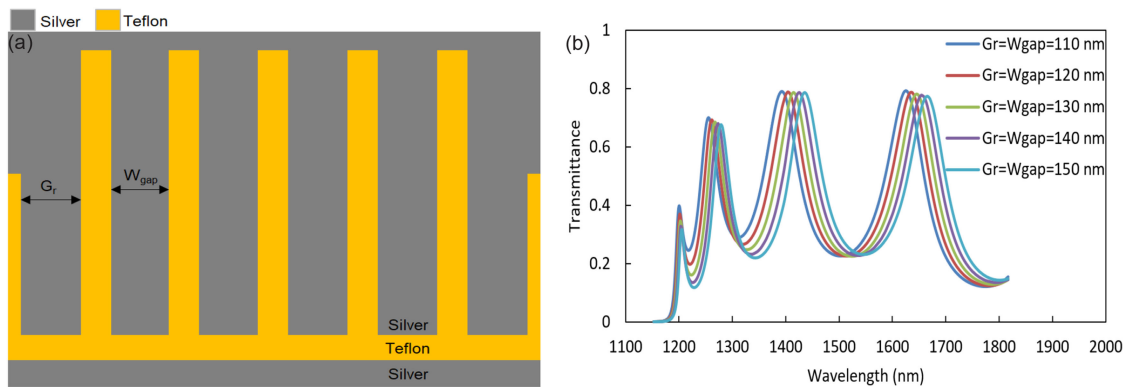 Silver Teflon
(a)
Gr
Wgap
Silver
Teflon
Silver
(b)
Transmittance
1
0.8
0.6
0.4
0.2
0
1100 1200 1300 1400 1500 1600 1700 1800 1900 2000
Wavelength (nm)
Gr=Wgap=110 nm
Gr=Wgap=120 nm
Gr=Wgap=130 nm
Gr=Wgap=140 nm
Gr=Wgap=150 nm